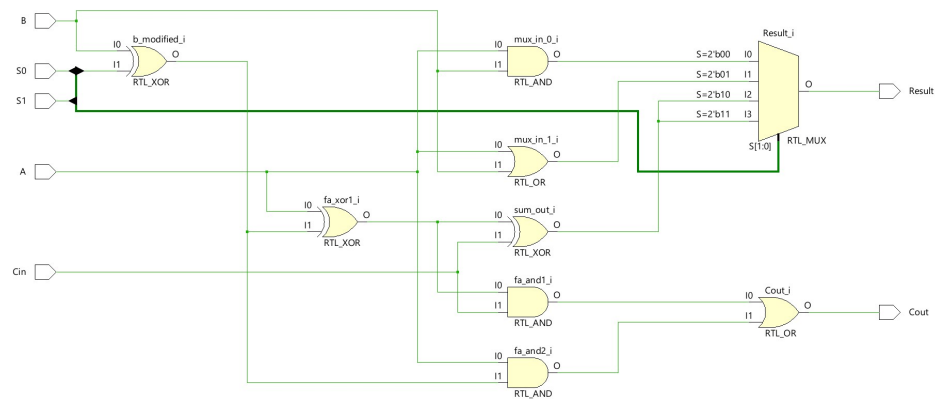 B
S0
S1
A
Cin
b_modified_i
I0
I1
O
RTL_XOR
fa_xor1_i
I0
I1
O
RTL_XOR
mux_in_0_i
I0
I1
O
RTL_AND
mux_in_1_i
I0
I1
O
RTL_OR
sum_out_i
I0
I1
O
RTL_XOR
fa_and1_i
I0
I1
O
RTL_AND
fa_and2_i
I0
I1
O
RTL_AND
Result_i
S=2'b00 I0
S=2'b01 I1
S=2'b10 I2
S=2'b11 I3
O
S[1:0]
RTL_MUX
Result
Cout_i
I0
I1
O
RTL_OR
Cout